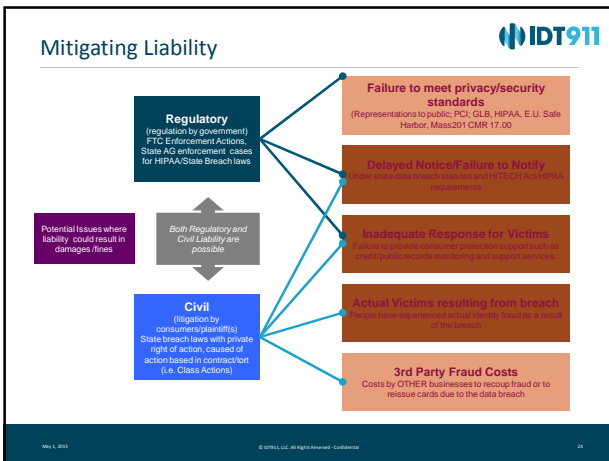 Mitigating Liability
IDT911
Regulatory
(regulation by government)
FTC Enforcement Actions,
State AG enforcement cases
for HIPAA/State Breach laws
Potential Issues where
liability could result in
damages /fines
Both Regulatory and
Civil Liability are
possible
Civil
(litigation by
consumers/plaintiff(s)
State breach laws with private
right of action, caused of
action based in contract/tort
(i.e. Class Actions)
Failure to meet privacy/security
standards
(Representations to public; PCI; GLB, HIPAA, E.U. Safe
Harbor, Mass201 CMR 17.00
Delayed Notice/Failure to Notify
Under state data breach statutes and HITECH Act/HIPAA
requirements
Inadequate Response for Victims
Failure to provide consumer protection support such as
credit/public records monitoring and support services.
Actual Victims resulting from breach
People have experienced actual identity fraud as a result
of the breach
3rd Party Fraud Costs
Costs by OTHER businesses to recoup fraud or to
reissue cards due to the data breach
May 1, 2015
© IDT911, LLC. All Rights Reserved - Confidential
24